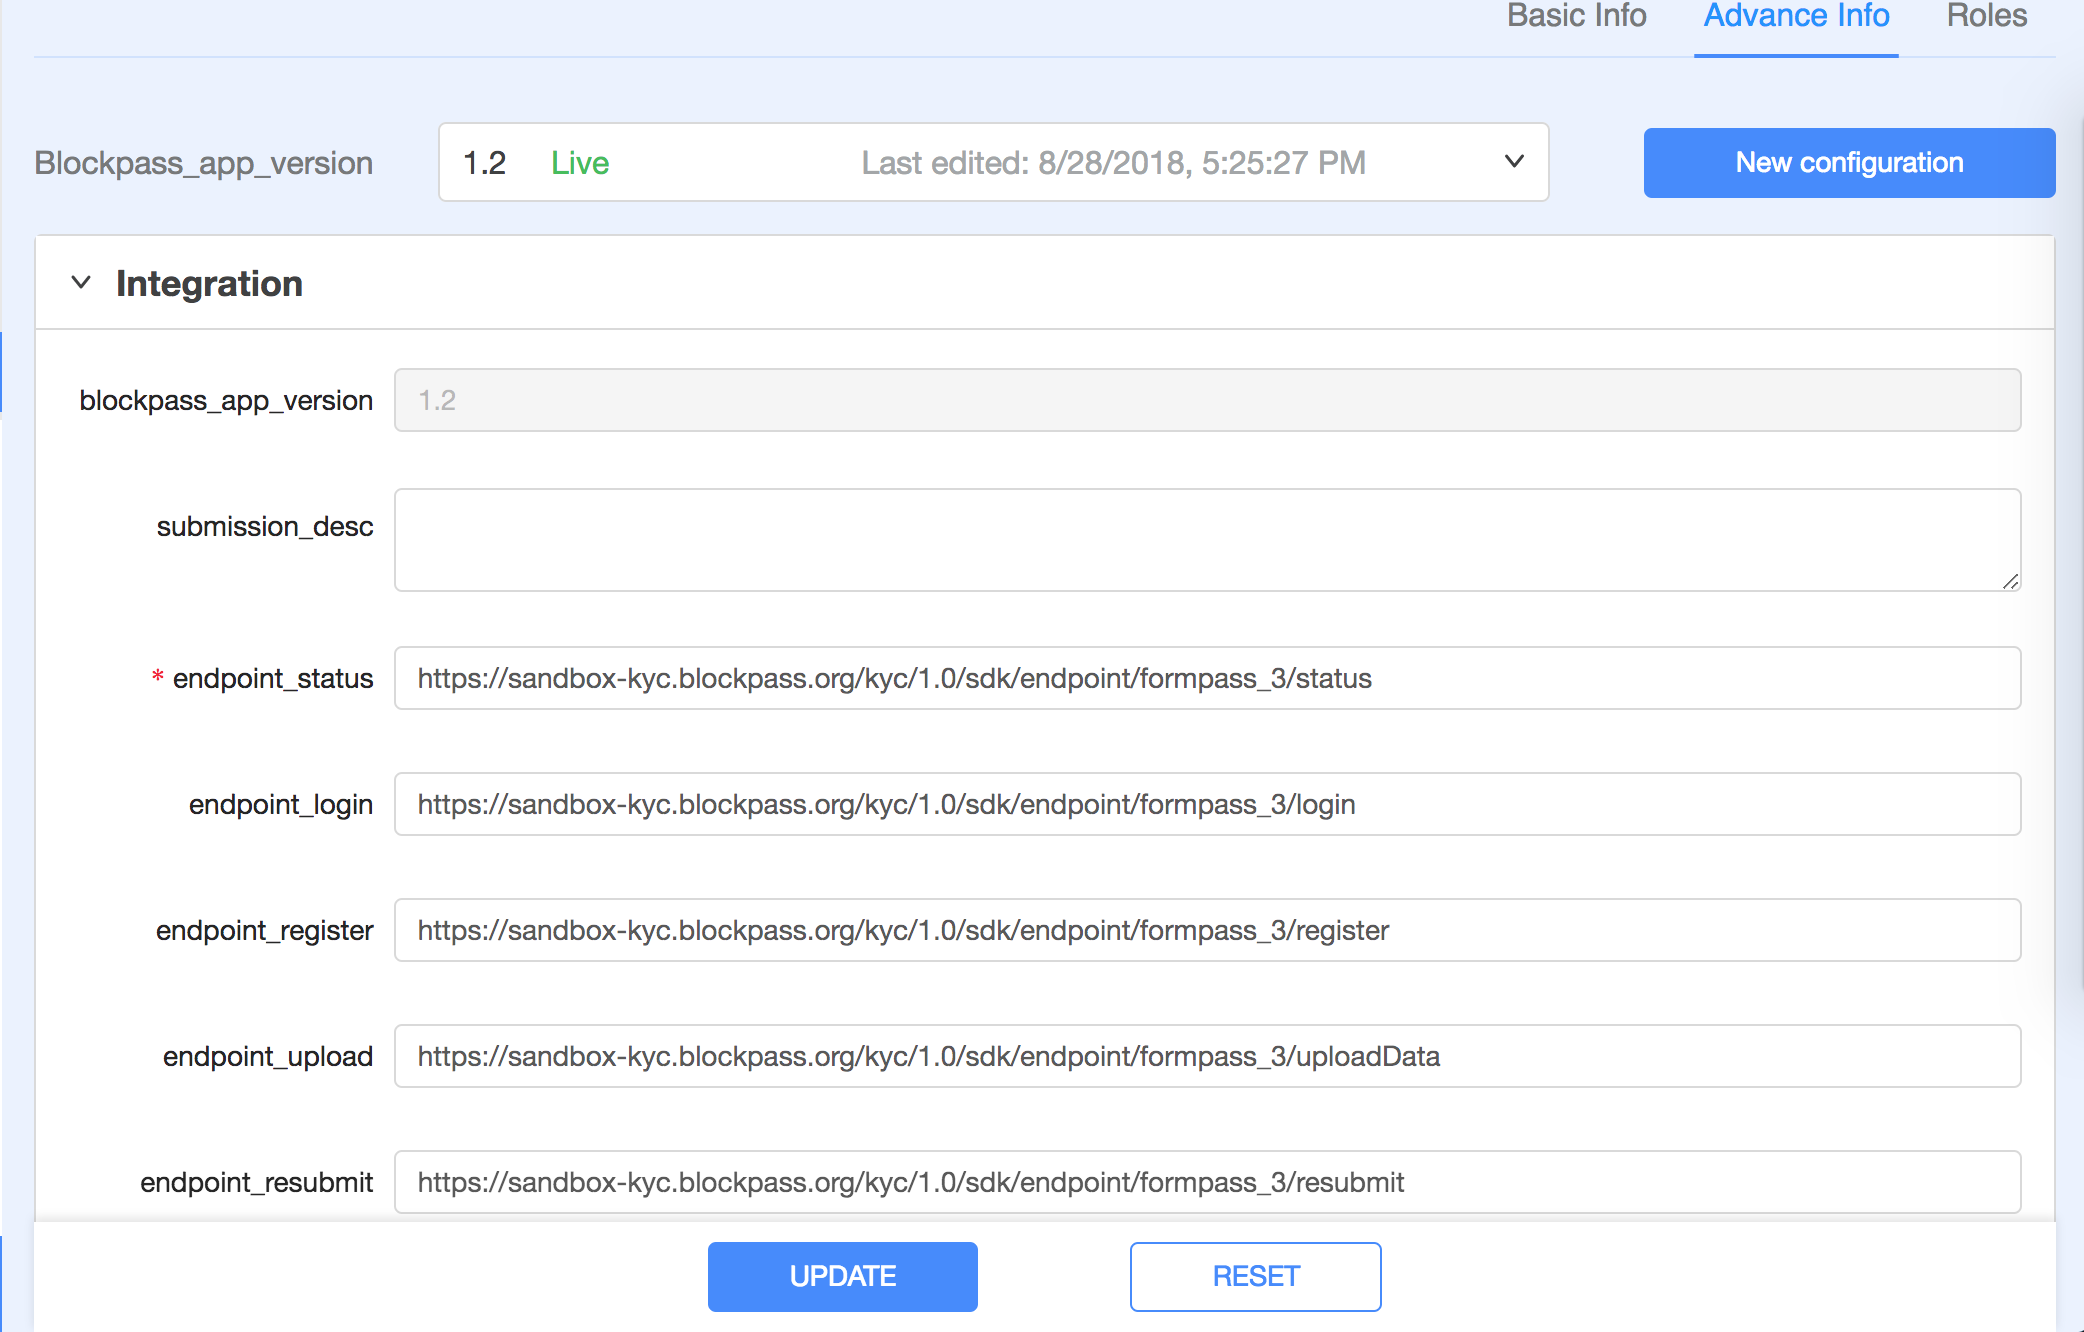 Basic Info Advance Info Roles
Blockpass_app_version 1.2 Live Last edited: 8/28/2018, 5:25:27 PM New configuration
Integration
blockpass_app_version 1.2
submission_desc
* endpoint_status https://sandbox-kyc.blockpass.org/kyc/1.0/sdk/endpoint/formpass_3/status
endpoint_login https://sandbox-kyc.blockpass.org/kyc/1.0/sdk/endpoint/formpass_3/login
endpoint_register https://sandbox-kyc.blockpass.org/kyc/1.0/sdk/endpoint/formpass_3/register
endpoint_upload https://sandbox-kyc.blockpass.org/kyc/1.0/sdk/endpoint/formpass_3/uploadData
endpoint_resubmit https://sandbox-kyc.blockpass.org/kyc/1.0/sdk/endpoint/formpass_3/resubmit
UPDATE RESET